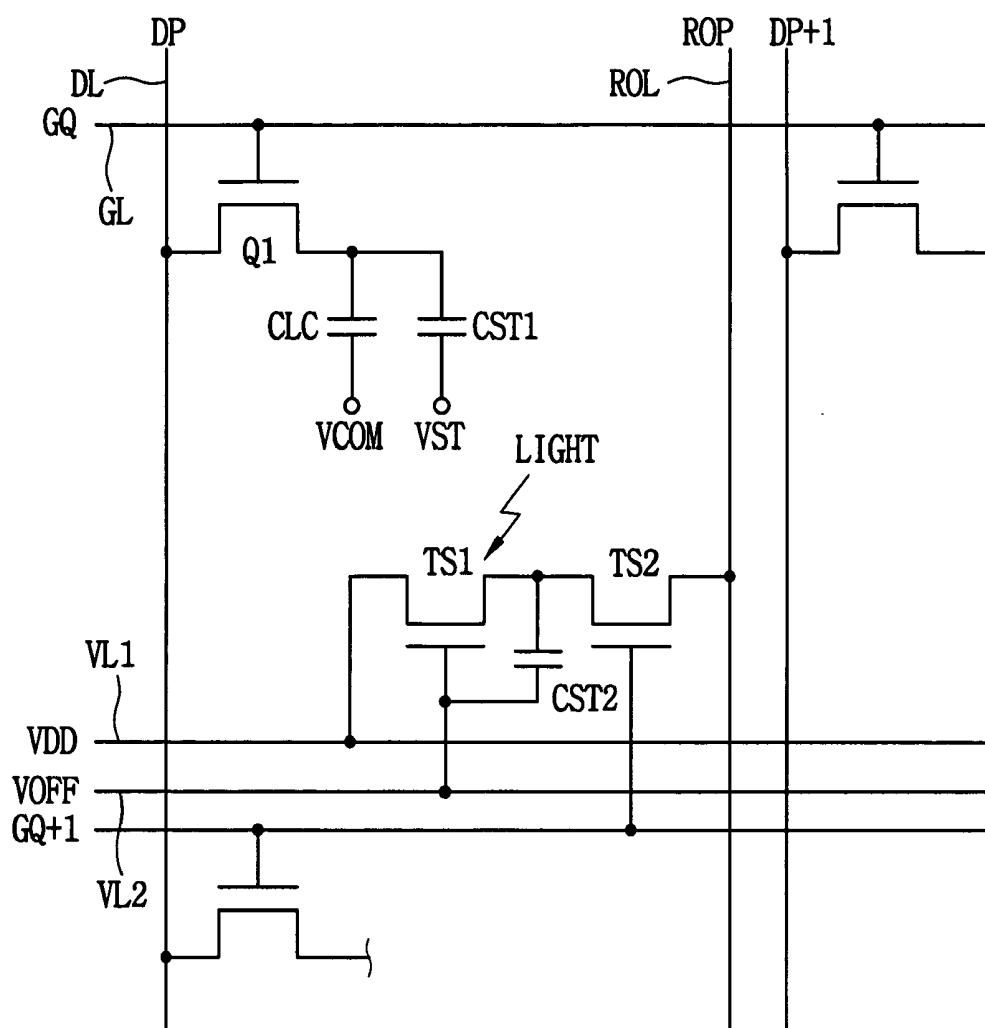 DP
ROP
DP+1
DL
ROL
GQ
GL
Q1
CLC
CST1
VCOM
VST
LIGHT
TS1
TS2
VL1
CST2
VDD
VOFF
GQ+1
VL2